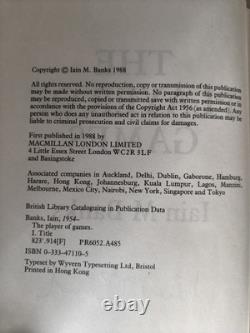 Copyright © Iain M. Banks 1988
All rights reserved. No reproduction, copy or transmission of this publication
may be made without written permission. No paragraph of this publication may be
reproduced, copied or transmitted save with written permission or in
accordance with the provisions of the Copyright Act 1956 (as amended). Any
person who does any unauthorised act in relation to this publication may be liable
to criminal prosecution and civil claims for damages.
First published in 1988 by
MACMILLAN LONDON LIMITED
4 Little Essex Street London WC2R 3LF
and Basingstoke
Associated companies in Auckland, Delhi, Dublin, Gaborone, Hamburg,
Harare, Hong Kong, Johannesburg, Kuala Lumpur, Lagos, Manzini,
Melbourne, Mexico City, Nairobi, New York, Singapore and Tokyo
British Library Cataloguing in Publication Data
Banks, Iain, 1954–
The player of games.
I. Title
823'.914[F] PR6052.A485
ISBN 0-333-47110-5
Typeset by Wyvern Typesetting Ltd, Bristol
Printed in Hong Kong